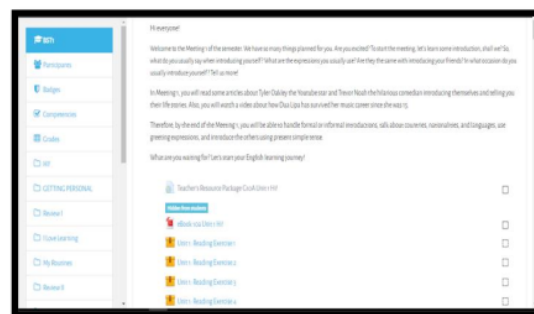 BSTI
Participants
Badges
Competencies
Grades
Hi!
GETTING PERSONAL
Review I
I Love Learning
My Routines
Review II
Hi everyone!
Welcome to the Meeting 1 of the semester. We have so many things planned for you. Are you excited? To start the meeting, let's learn some introduction, shall we? So,
what do you usually say when introducing yourself? What are the expressions you usually use? Are they the same with introducing your friends? In what occasion do you
usually introduce yourself? Tell us more!
In Meeting 1, you will read some articles about Tyler Oakley the Youtube star and Trevor Noah the hilarious comedian introducing themselves and telling you
their life stories. Also, you will watch a video about how Dua Lipa has survived her music career since she was 15.
Therefore, by the end of the Meeting 1, you will be able to handle formal or informal introductions, talk about countries, nationalities, and languages, use
greeting expressions, and introduce the others using present simple tense.
What are you waiting for? Let's start your English learning journey!
Teacher's Resource Package Unit 1 Hi!
Hidden from students
eBook Unit 1 Hi!
Unit 1: Reading Exercise 1
Unit 1: Reading Exercise 2
Unit 1: Reading Exercise 3
Unit 1: Reading Exercise 4